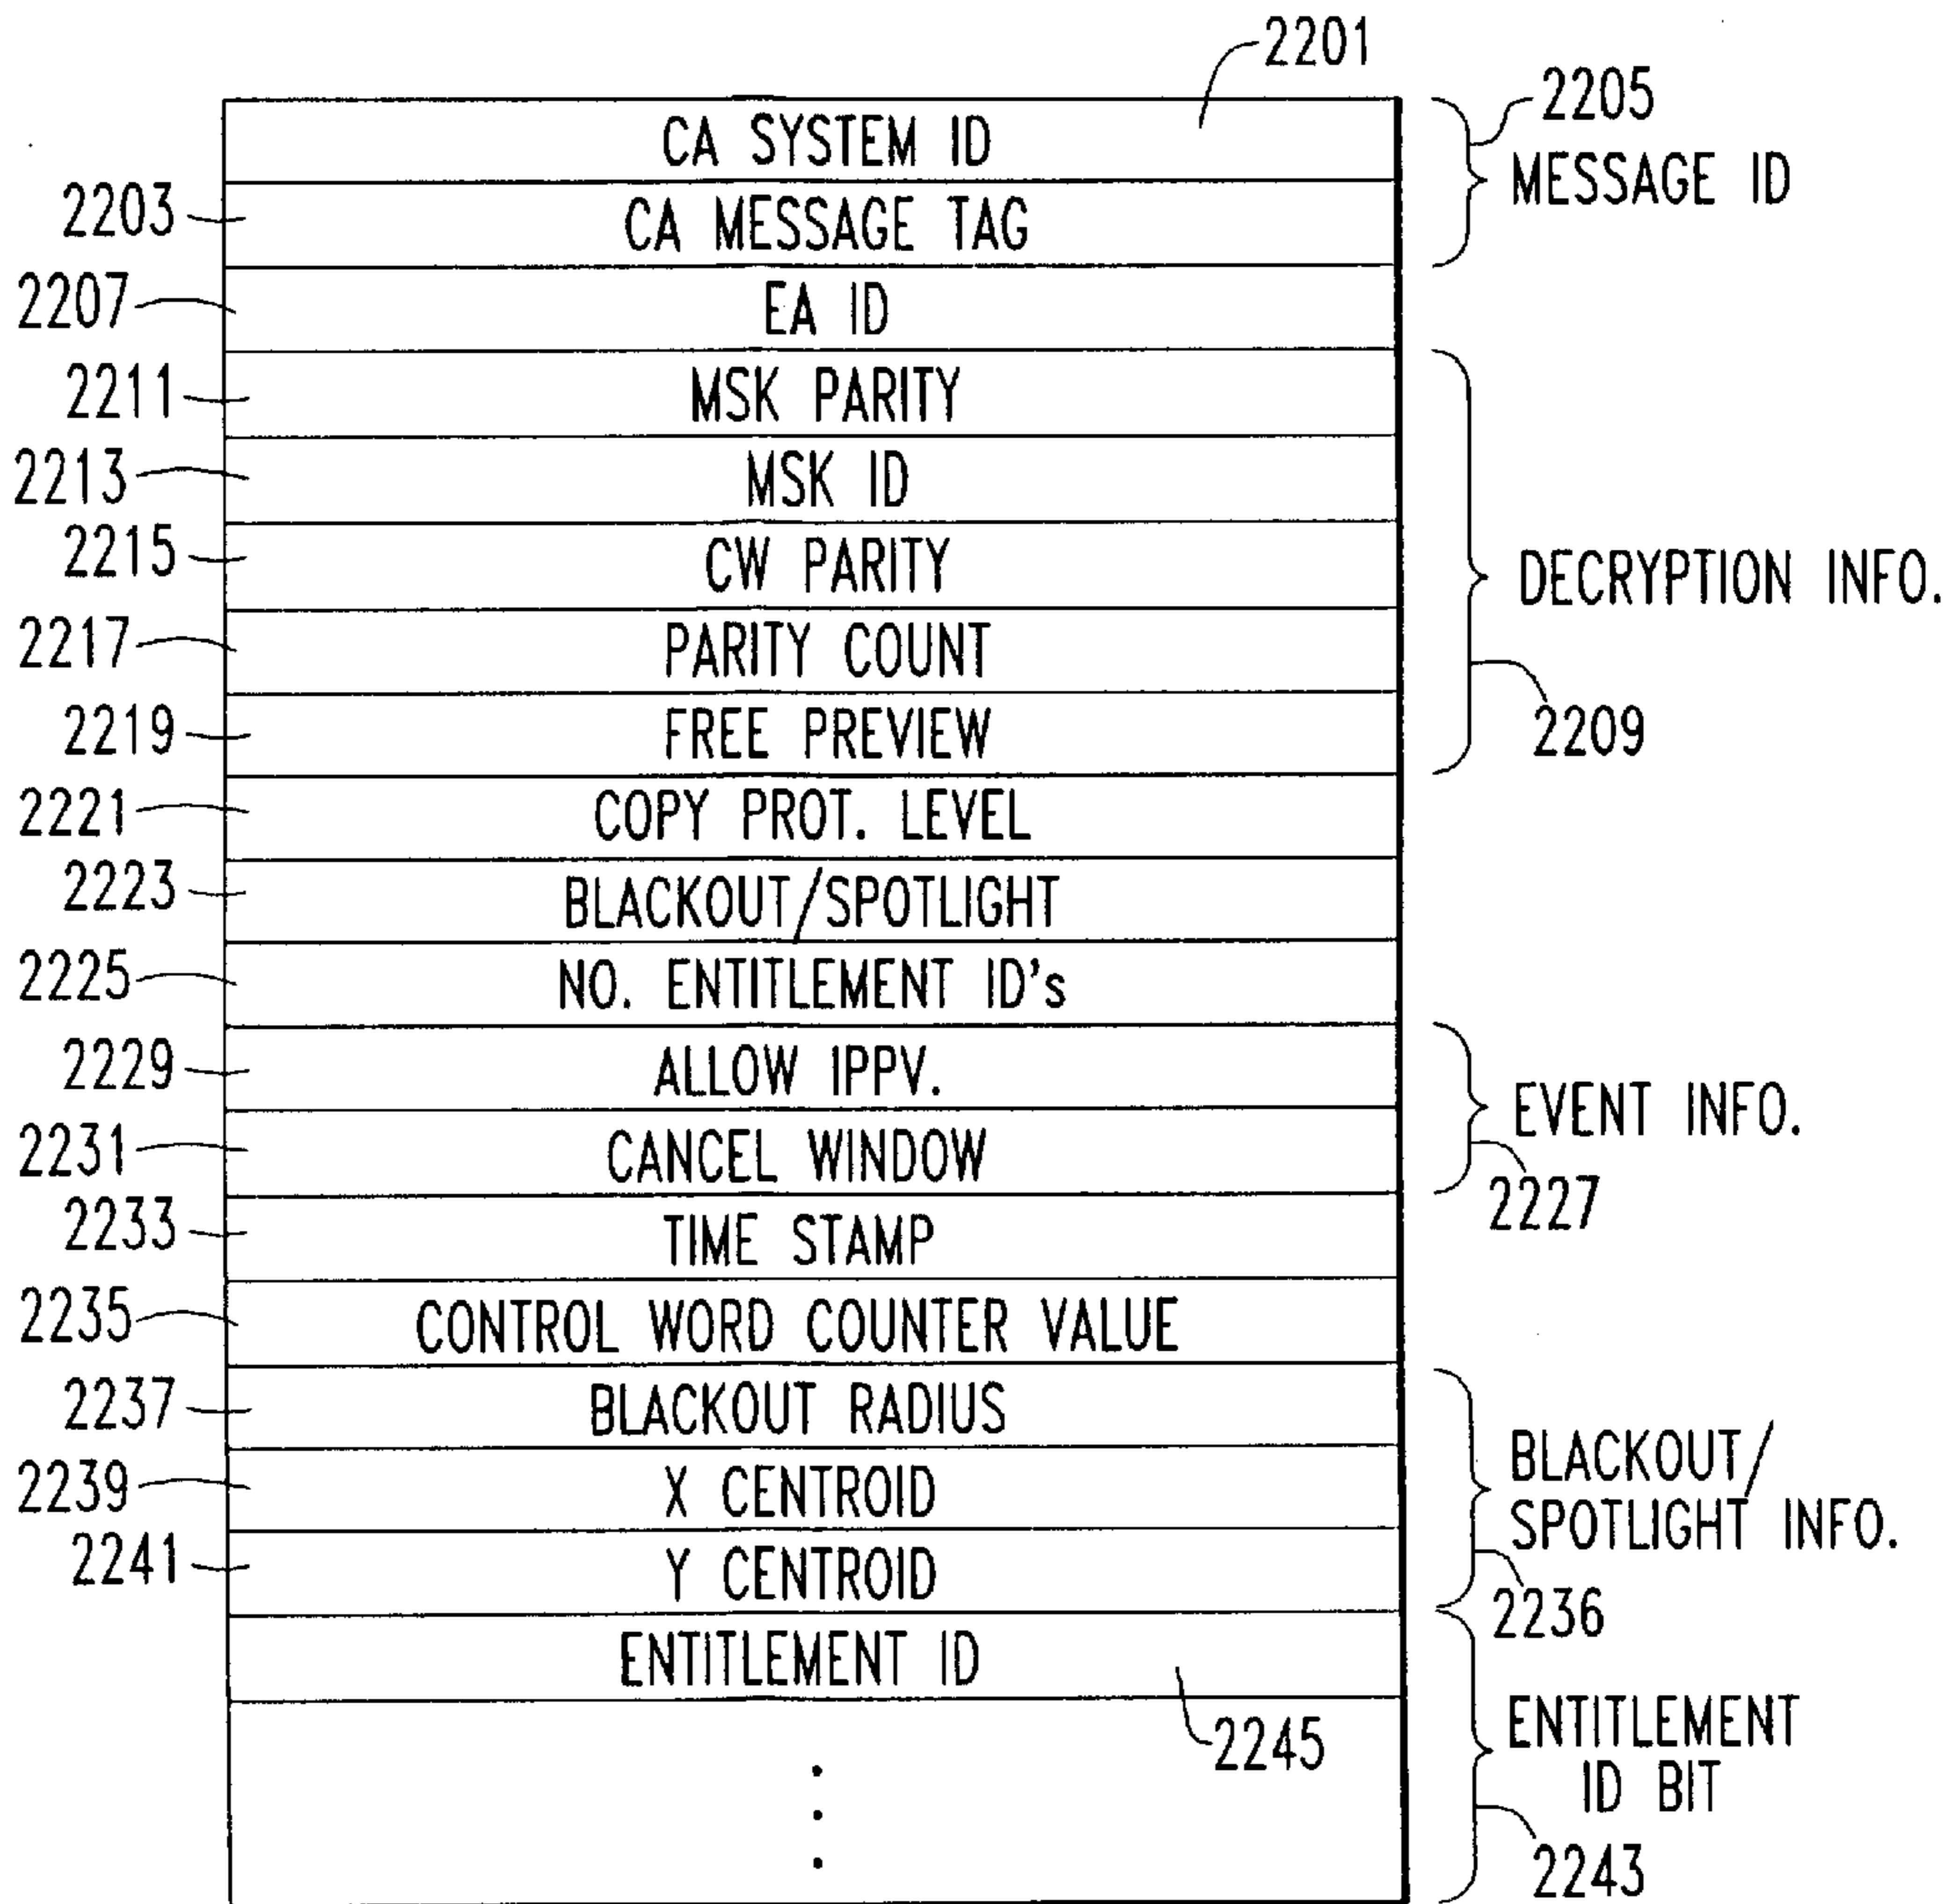 2201
2205
CA SYSTEM ID
MESSAGE ID
2203
CA MESSAGE TAG
2207
EA ID
2211
MSK PARITY
2213
MSK ID
2215
CW PARITY
DECRYPTION INFO.
2217
PARITY COUNT
2219
FREE PREVIEW
2209
2221
COPY PROT. LEVEL
2223
BLACKOUT/SPOTLIGHT
2225
NO. ENTITLEMENT ID's
2229
ALLOW IPPV.
EVENT INFO.
2231
CANCEL WINDOW
2227
2233
TIME STAMP
2235
CONTROL WORD COUNTER VALUE
2237
BLACKOUT RADIUS
BLACKOUT/
SPOTLIGHT INFO.
2239
X CENTROID
2241
Y CENTROID
2236
ENTITLEMENT ID
2245
ENTITLEMENT
ID BIT
2243